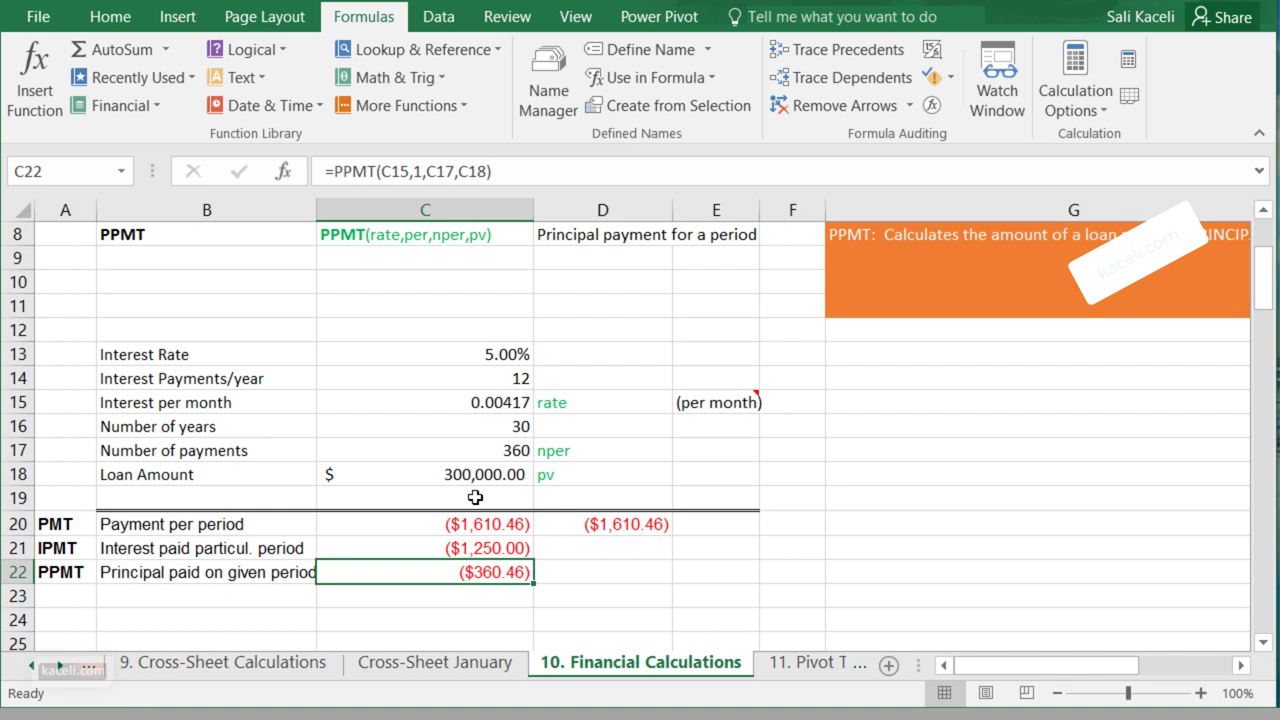 File Home Insert Page Layout Formulas Data Review View Power Pivot Tell me what you want to do Sali Kaceli Share
fx Insert Function
Σ AutoSum
Recently Used
Financial
Logical
Text
Date & Time
Lookup & Reference
Math & Trig
More Functions
Function Library
Name Manager
Define Name
Use in Formula
Create from Selection
Defined Names
Trace Precedents
Trace Dependents
Remove Arrows
Formula Auditing
Watch Window
Calculation Options
Calculation
C22 fx =PPMT(C15,1,C17,C18)
A B C D E F G
8 PPMT PPMT(rate,per,nper,pv) Principal payment for a period PPMT: Calculates the amount of a loan
kaceli.com
9
10
11
12
13 Interest Rate 5.00%
14 Interest Payments/year 12
15 Interest per month 0.00417 rate (per month)
16 Number of years 30
17 Number of payments 360 nper
18 Loan Amount $ 300,000.00 pv
19
20 PMT Payment per period ($1,610.46) ($1,610.46)
21 IPMT Interest paid particul. period ($1,250.00)
22 PPMT Principal paid on given period ($360.46)
23
24
25
... 9. Cross-Sheet Calculations Cross-Sheet January 10. Financial Calculations 11. Pivot T ...
kaceli.com
Ready 100%